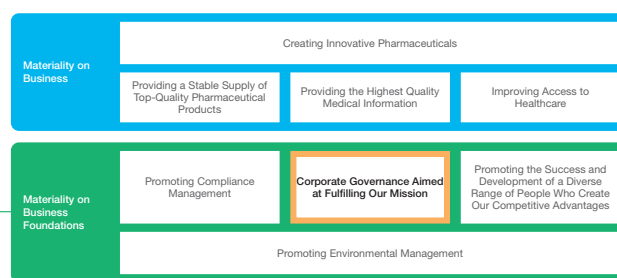 Materiality on
Business
Creating Innovative Pharmaceuticals
Providing a Stable Supply of
Top-Quality Pharmaceutical
Products
Providing the Highest Quality
Medical Information
Improving Access to
Healthcare
Materiality on
Business
Foundations
Promoting Compliance
Management
Corporate Governance Aimed
at Fulfilling Our Mission
Promoting the Success and
Development of a Diverse
Range of People Who Create
Our Competitive Advantages
Promoting Environmental Management